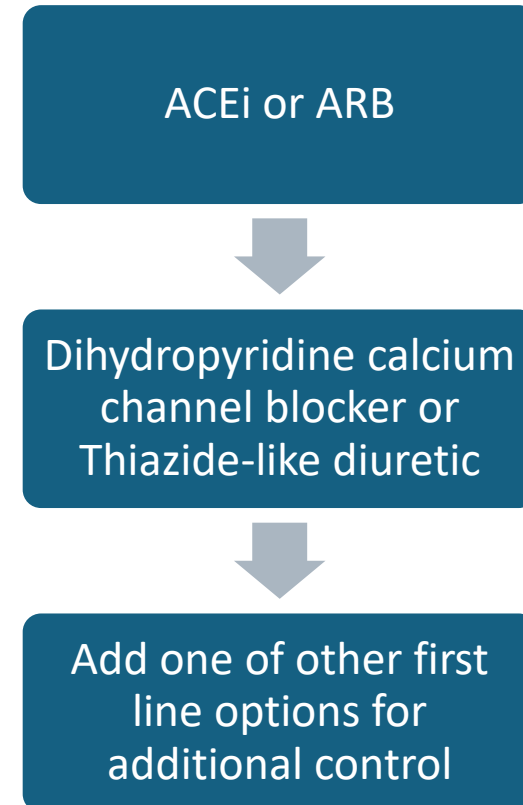 ACEi or ARB
Dihydropyridine calcium
channel blocker or
Thiazide-like diuretic
Add one of other first
line options for
additional control